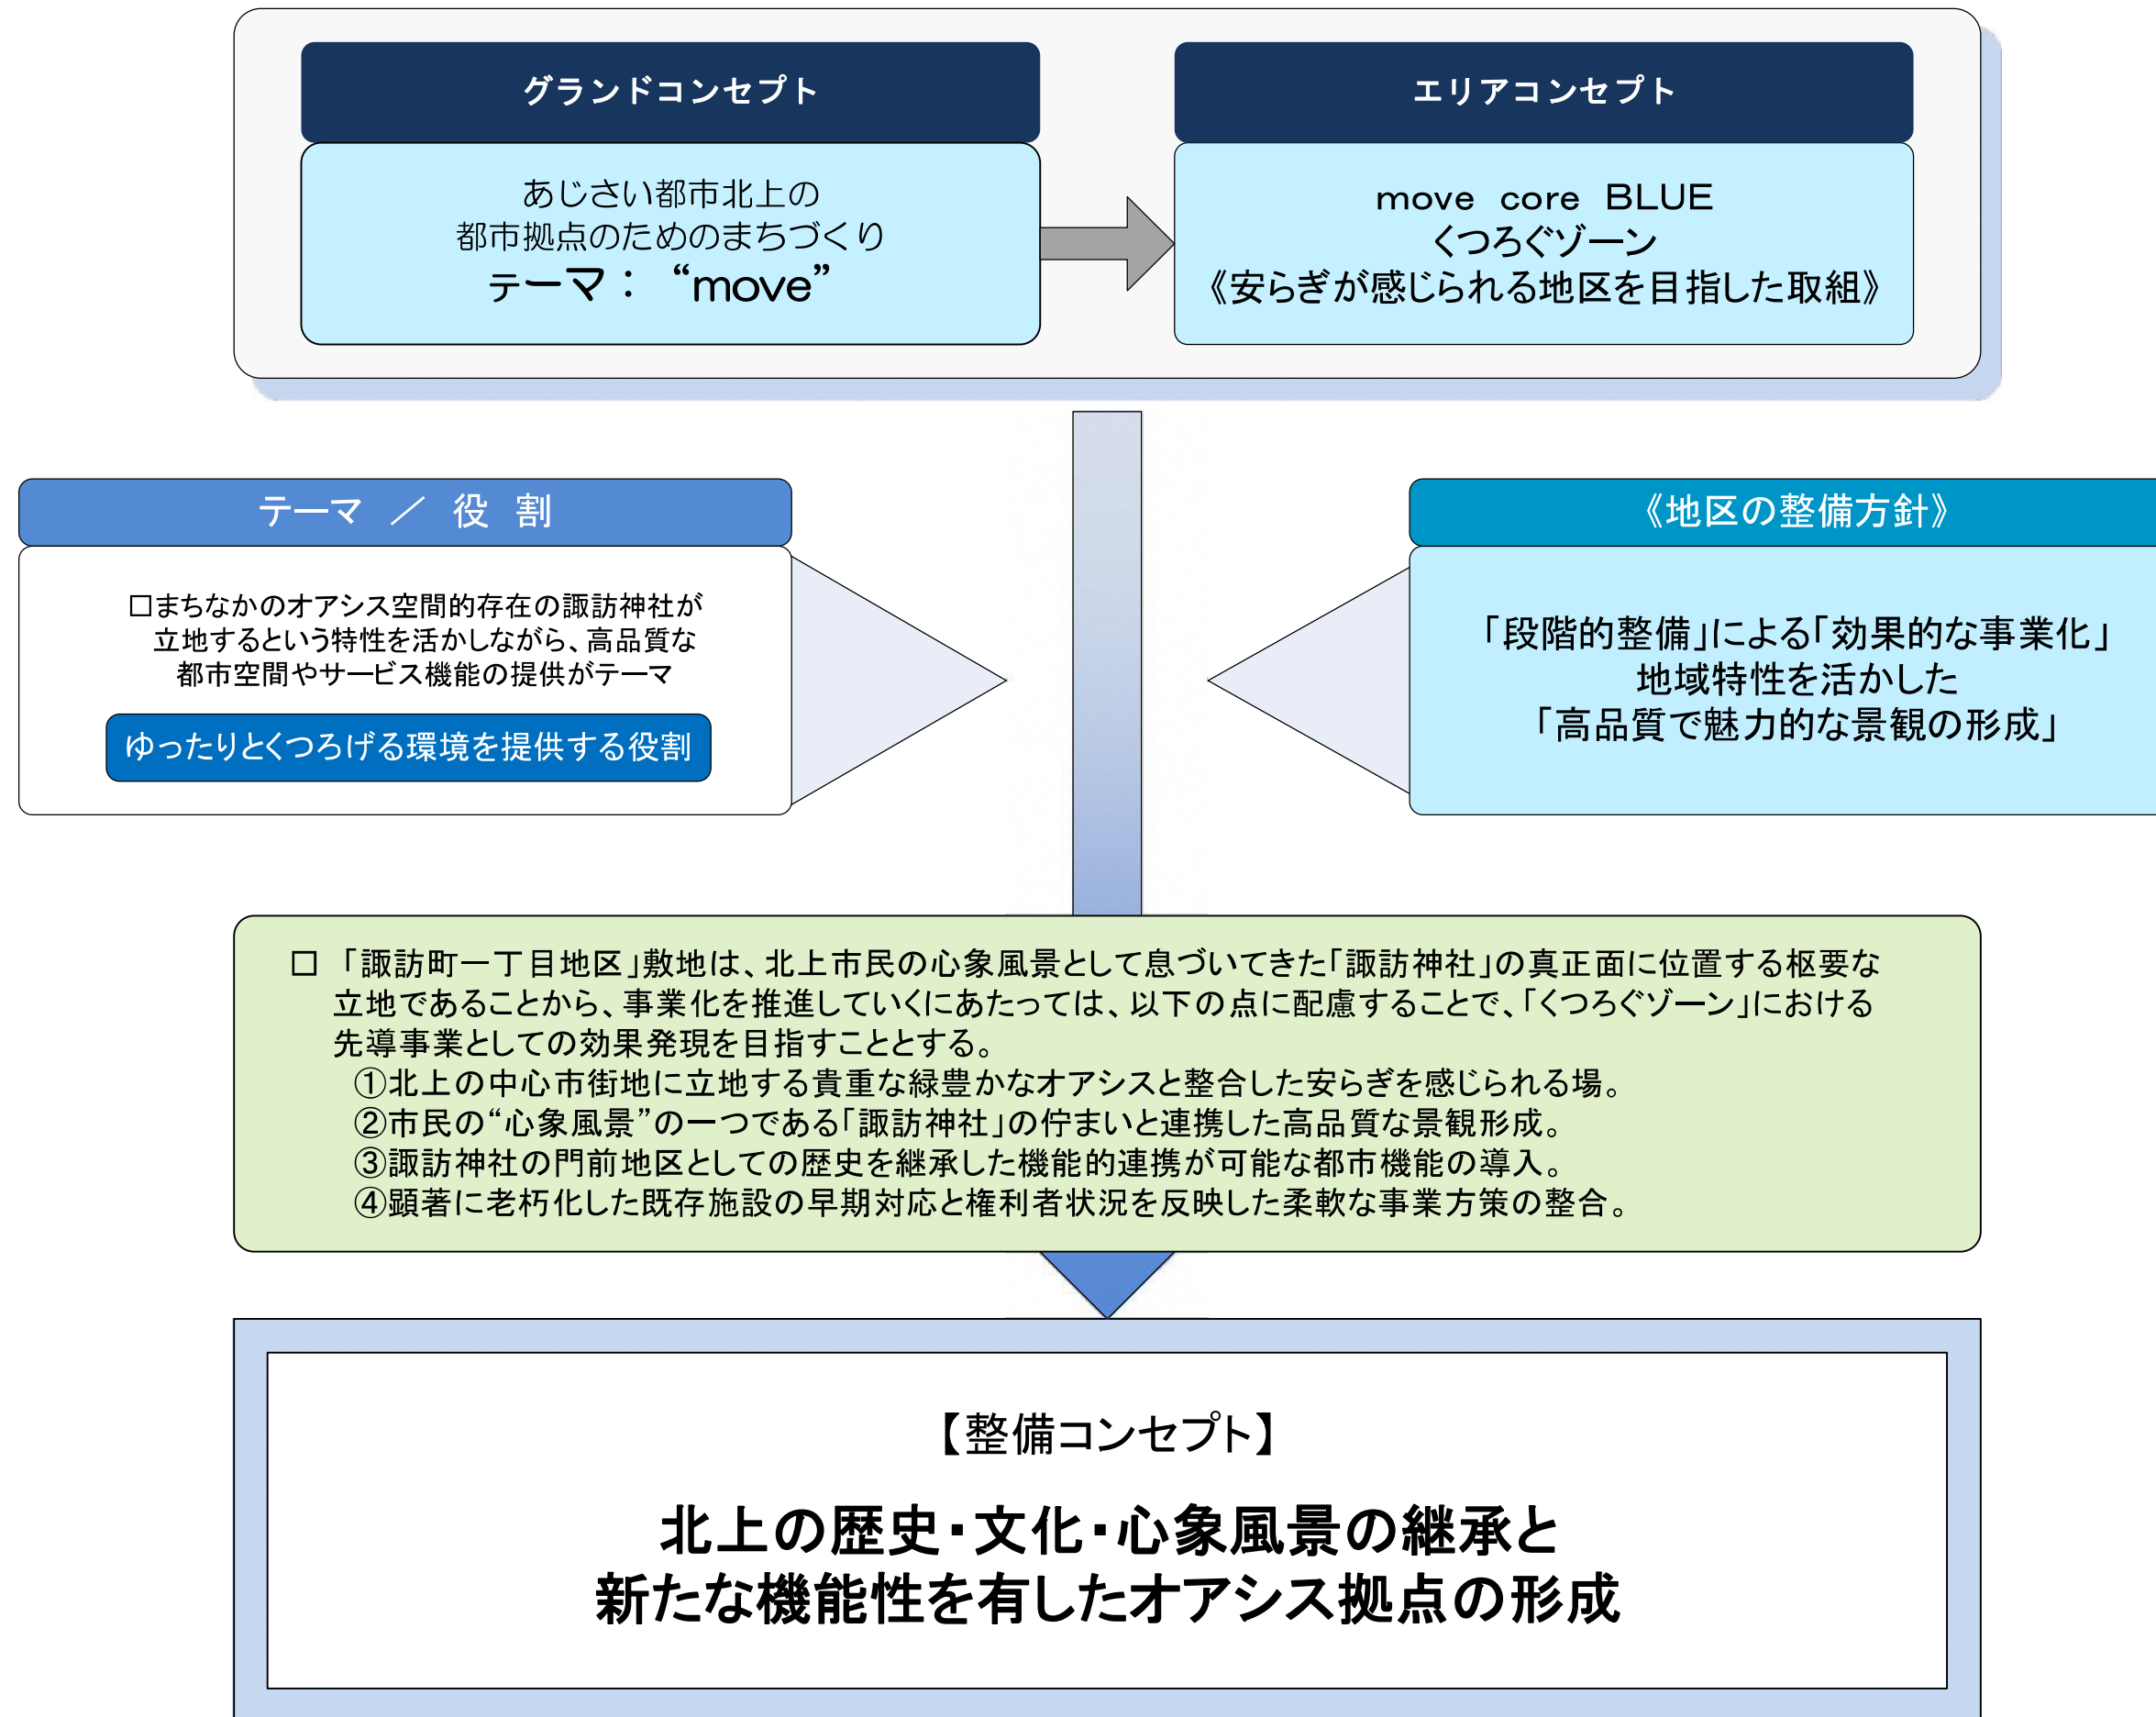 グランドコンセプト
あじさい都市北上の
都市拠点のためのまちづくり
テーマ： “move”
エリアコンセプト
move core BLUE
くつろぐゾーン
《安らぎが感じられる地区を目指した取組》
テーマ ／ 役 割
□まちなかのオアシス空間的存在の諏訪神社が
立地するという特性を活かしながら、高品質な
都市空間やサービス機能の提供がテーマ
ゆったりとくつろげる環境を提供する役割
《地区の整備方針》
「段階的整備」による「効果的な事業化」
地域特性を活かした
「高品質で魅力的な景観の形成」
□ 「諏訪町一丁目地区」敷地は、北上市民の心象風景として息づいてきた「諏訪神社」の真正面に位置する枢要な
立地であることから、事業化を推進していくにあたっては、以下の点に配慮することで、「くつろぐゾーン」における
先導事業としての効果発現を目指すこととする。
①北上の中心市街地に立地する貴重な緑豊かなオアシスと整合した安らぎを感じられる場。
②市民の“心象風景”の一つである「諏訪神社」の佇まいと連携した高品質な景観形成。
③諏訪神社の門前地区としての歴史を継承した機能的連携が可能な都市機能の導入。
④顕著に老朽化した既存施設の早期対応と権利者状況を反映した柔軟な事業方策の整合。
【整備コンセプト】
北上の歴史・文化・心象風景の継承と
新たな機能性を有したオアシス拠点の形成